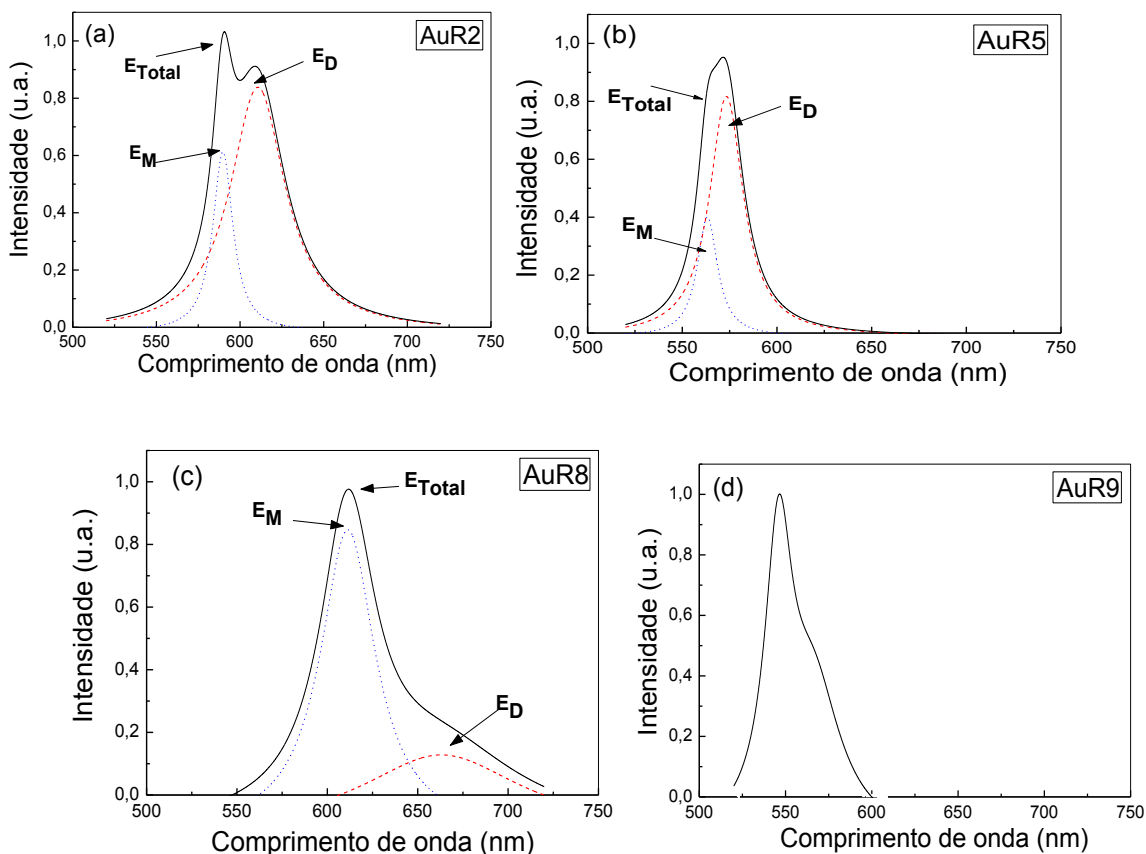 (a)
AuR2
E_Total
E_D
E_M
1,0
0,8
0,6
0,4
0,2
0,0
Intensidade (u.a.)
500 550 600 650 700 750
Comprimento de onda (nm)
(b)
AuR5
E_Total
E_D
E_M
1,0
0,8
0,6
0,4
0,2
0,0
Intensidade (u.a.)
500 550 600 650 700 750
Comprimento de onda (nm)
(c)
AuR8
E_Total
E_M
E_D
1,0
0,8
0,6
0,4
0,2
0,0
Intensidade (u.a.)
500 550 600 650 700 750
Comprimento de onda (nm)
(d)
AuR9
1,0
0,8
0,6
0,4
0,2
0,0
Intensidade (u.a.)
500 550 600 650 700 750
Comprimento de onda (nm)